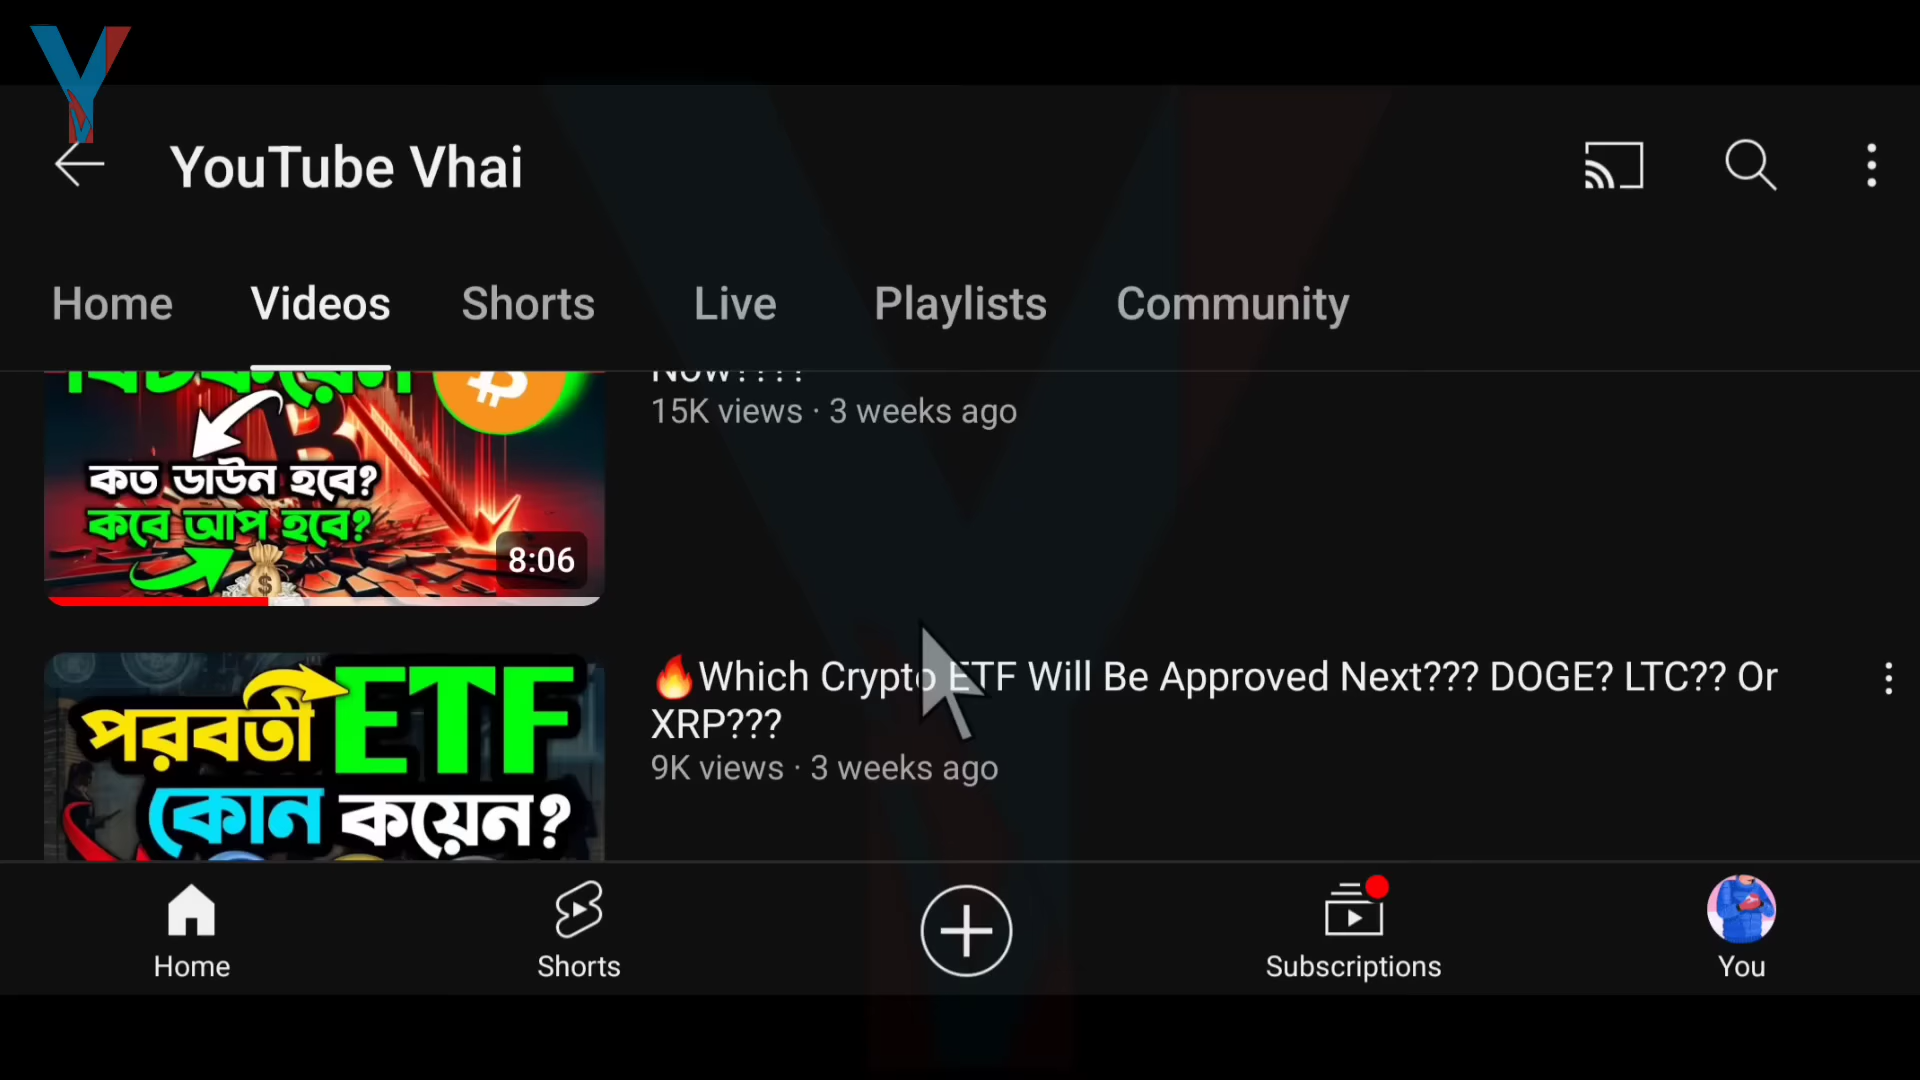 YouTube Vhai
Home Videos Shorts Live Playlists Community
15K views · 3 weeks ago
কত ডাউন হবে?
কবে আপ হবে?
8:06
🔥Which Crypto ETF Will Be Approved Next??? DOGE? LTC?? Or
XRP???
9K views · 3 weeks ago
পরবর্তী ETF
কোন কয়েন?
Home Shorts Subscriptions You